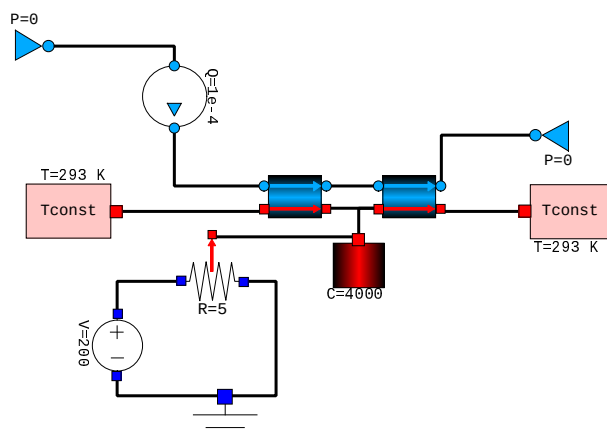 P=0
Q=1e-4
P=0
T=293 K
Tconst
Tconst
T=293 K
C=4000
R=5
V=200